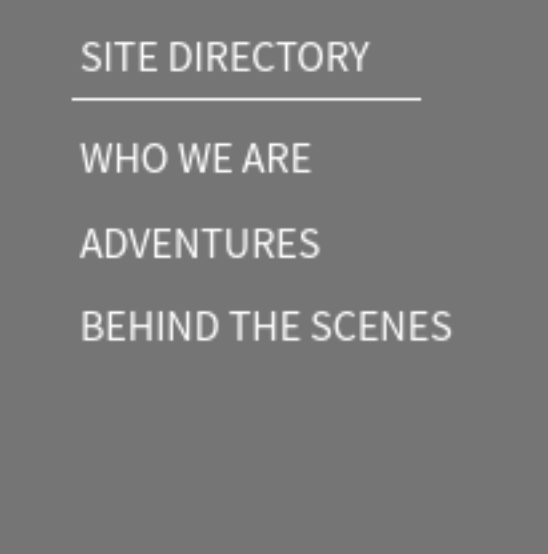 SITE DIRECTORY
WHO WE ARE
ADVENTURES
BEHIND THE SCENES